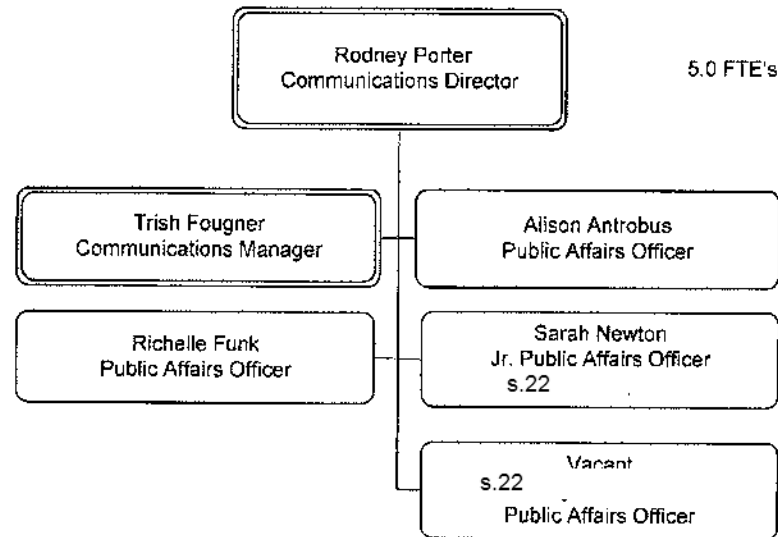 Rodney Porter
Communications Director
5.0 FTE's
Trish Fougner
Communications Manager
Alison Antrobus
Public Affairs Officer
Richelle Funk
Public Affairs Officer
Sarah Newton
Jr. Public Affairs Officer
s.22
Vacant
s.22
Public Affairs Officer